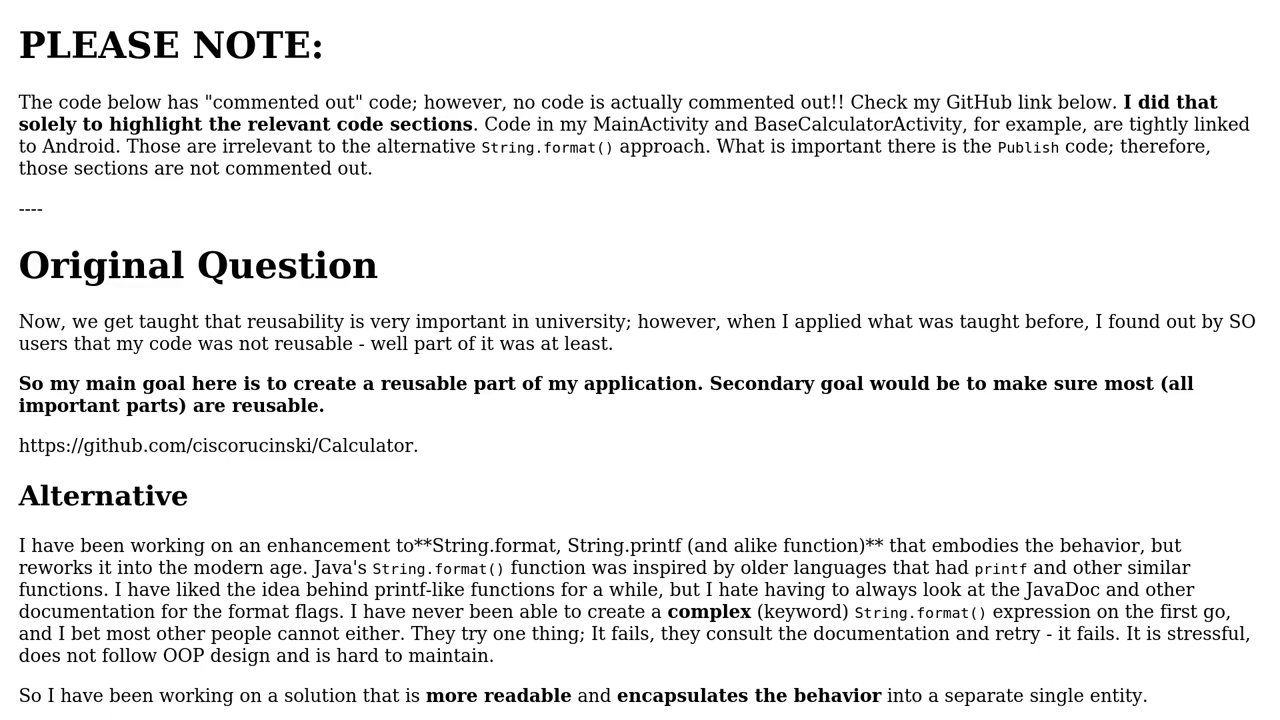 PLEASE NOTE:
The code below has "commented out" code; however, no code is actually commented out!! Check my GitHub link below. I did that
solely to highlight the relevant code sections. Code in my MainActivity and BaseCalculatorActivity, for example, are tightly linked
to Android. Those are irrelevant to the alternative String.format() approach. What is important there is the Publish code; therefore,
those sections are not commented out.
----
Original Question
Now, we get taught that reusability is very important in university; however, when I applied what was taught before, I found out by SO
users that my code was not reusable - well part of it was at least.
So my main goal here is to create a reusable part of my application. Secondary goal would be to make sure most (all
important parts) are reusable.
https://github.com/ciscorucinski/Calculator.
Alternative
I have been working on an enhancement to**String.format, String.printf (and alike function)** that embodies the behavior, but
reworks it into the modern age. Java's String.format() function was inspired by older languages that had printf and other similar
functions. I have liked the idea behind printf-like functions for a while, but I hate having to always look at the JavaDoc and other
documentation for the format flags. I have never been able to create a complex (keyword) String.format() expression on the first go,
and I bet most other people cannot either. They try one thing; It fails, they consult the documentation and retry - it fails. It is stressful,
does not follow OOP design and is hard to maintain.
So I have been working on a solution that is more readable and encapsulates the behavior into a separate single entity.